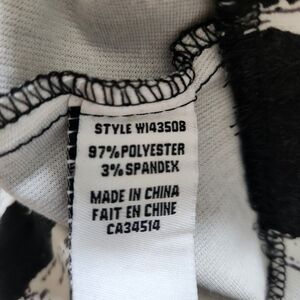 STYLE W143508
97% POLYESTER
3% SPANDEX
MADE IN CHINA
FAIT EN CHINE
CA34514